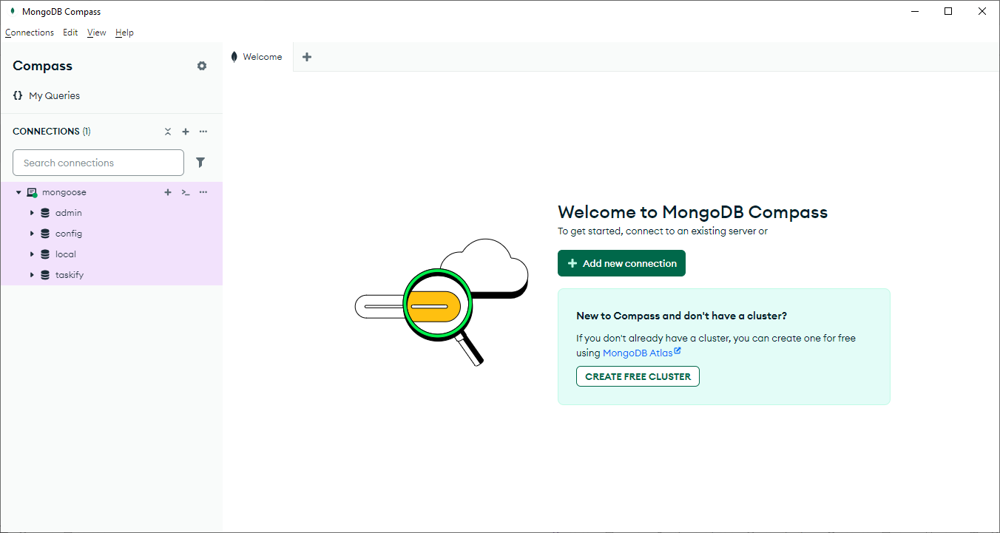 MongoDB Compass
Connections Edit View Help
Compass
Welcome
{} My Queries
CONNECTIONS (1)
Search connections
mongoose
admin
config
local
taskify
Welcome to MongoDB Compass
To get started, connect to an existing server or
+ Add new connection
New to Compass and don't have a cluster?
If you don't already have a cluster, you can create one for free
using MongoDB Atlas
CREATE FREE CLUSTER